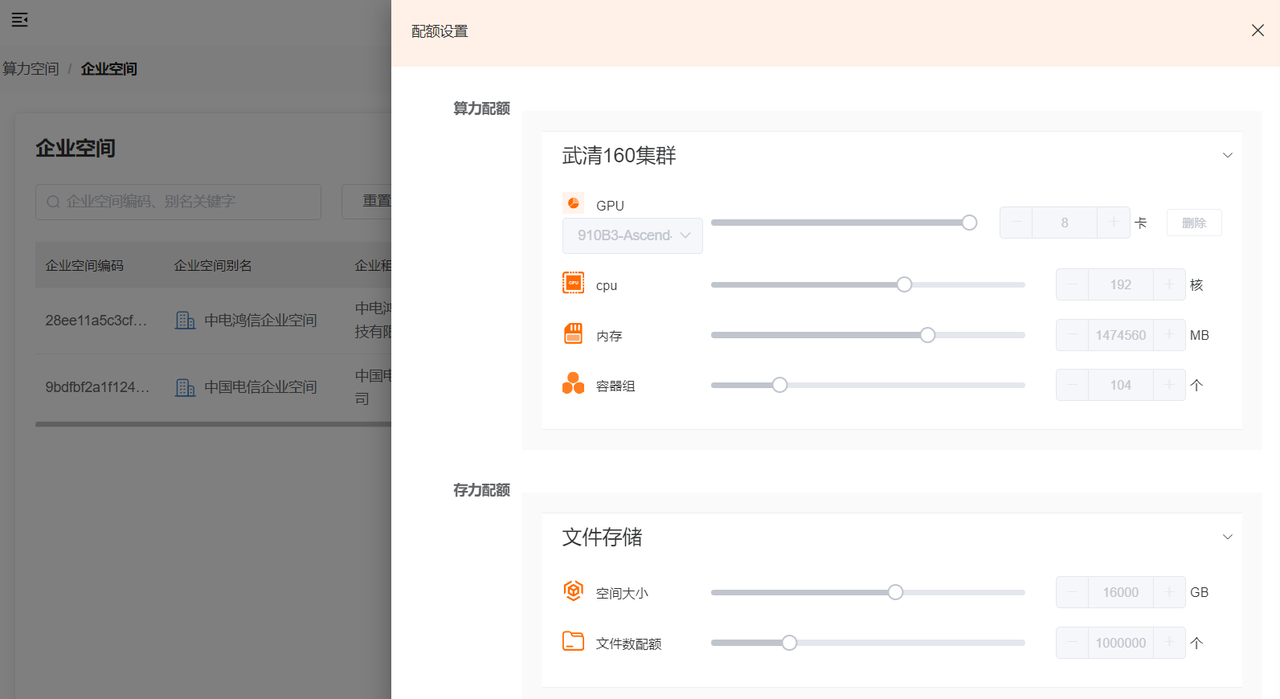 算力空间 / 企业空间
企业空间
企业空间编码、别名关键字
重置
企业空间编码 企业空间别名 企业租
28ee11a5c3cf... 中电鸿信企业空间 中电鸿
技有限
9bdfbf2a1f124... 中国电信企业空间 中国电
司
配额设置
算力配额
武清160集群
GPU
910B3-Ascend- 8 卡 删除
cpu 192 核
内存 1474560 MB
容器组 104 个
存力配额
文件存储
空间大小 16000 GB
文件数配额 1000000 个